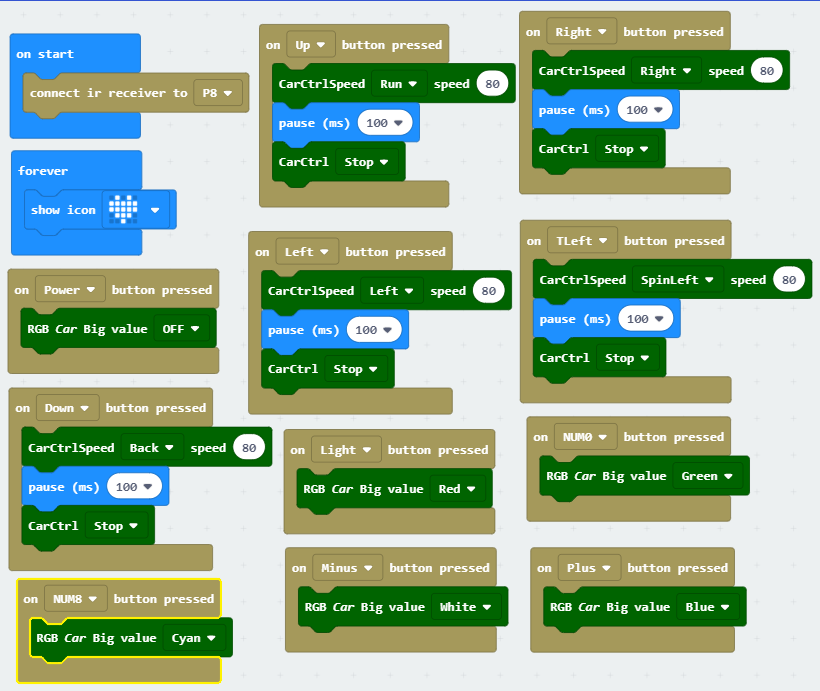 on start
connect ir receiver to P8
forever
show icon
on Power button pressed
RGB Car Big value OFF
on Down button pressed
CarCtrlSpeed Back speed 80
pause (ms) 100
CarCtrl Stop
on NUM8 button pressed
RGB Car Big value Cyan
on Up button pressed
CarCtrlSpeed Run speed 80
pause (ms) 100
CarCtrl Stop
on Left button pressed
CarCtrlSpeed Left speed 80
pause (ms) 100
CarCtrl Stop
on Light button pressed
RGB Car Big value Red
on Minus button pressed
RGB Car Big value White
on Right button pressed
CarCtrlSpeed Right speed 80
pause (ms) 100
CarCtrl Stop
on TLeft button pressed
CarCtrlSpeed SpinLeft speed 80
pause (ms) 100
CarCtrl Stop
on NUM0 button pressed
RGB Car Big value Green
on Plus button pressed
RGB Car Big value Blue